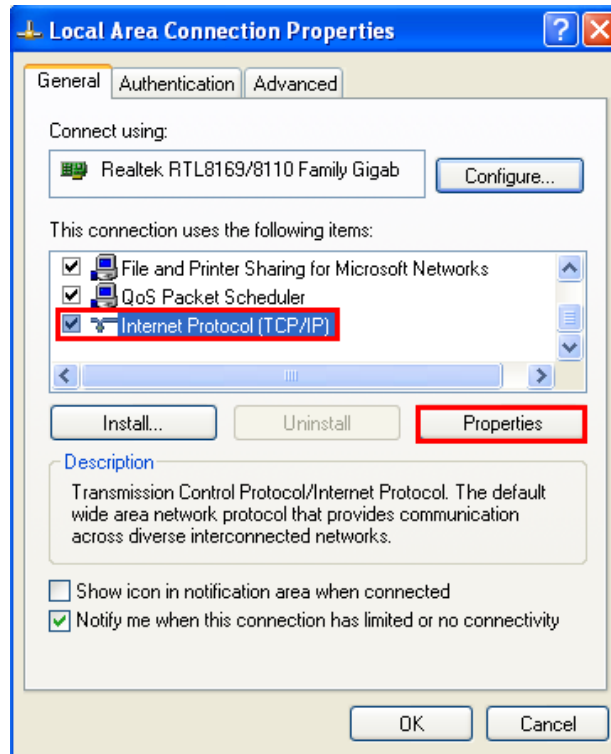 Local Area Connection Properties
General Authentication Advanced
Connect using:
Realtek RTL8169/8110 Family Gigab
Configure...
This connection uses the following items:
File and Printer Sharing for Microsoft Networks
QoS Packet Scheduler
Internet Protocol (TCP/IP)
Install... Uninstall Properties
Description
Transmission Control Protocol/Internet Protocol. The default
wide area network protocol that provides communication
across diverse interconnected networks.
Show icon in notification area when connected
Notify me when this connection has limited or no connectivity
OK Cancel